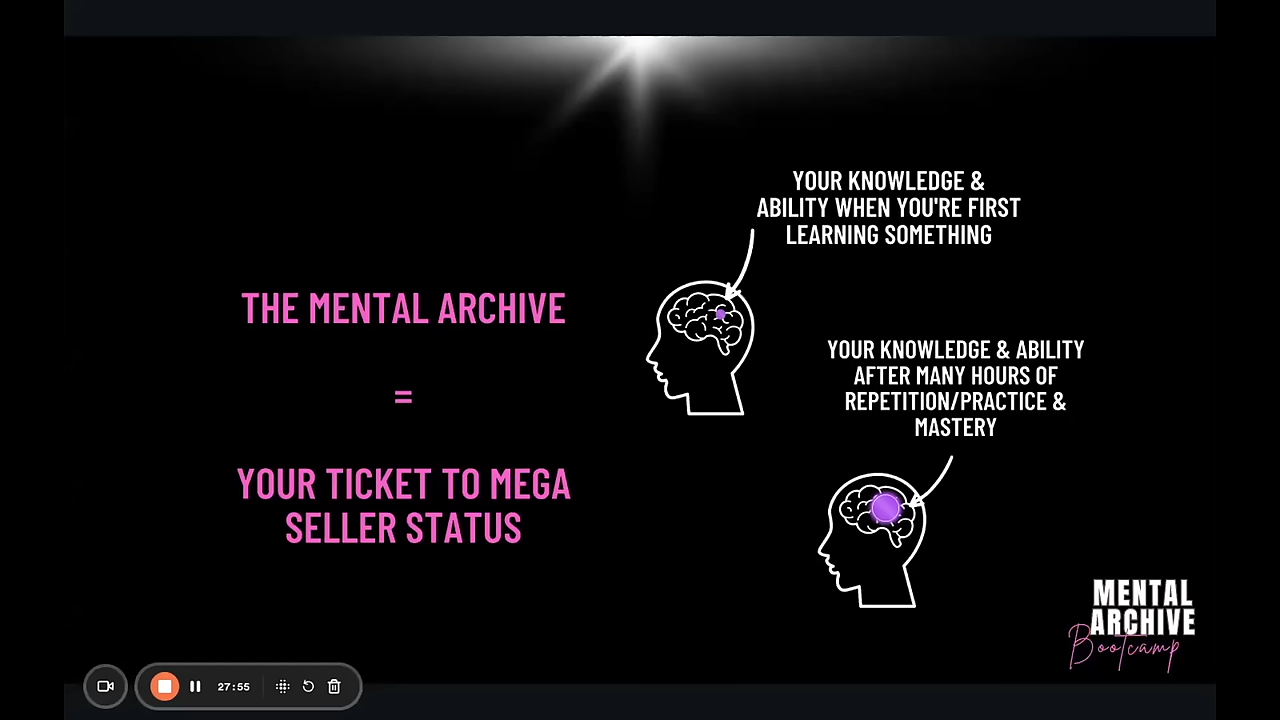 THE MENTAL ARCHIVE
=
YOUR TICKET TO MEGA
SELLER STATUS
YOUR KNOWLEDGE &
ABILITY WHEN YOU'RE FIRST
LEARNING SOMETHING
YOUR KNOWLEDGE & ABILITY
AFTER MANY HOURS OF
REPETITION/PRACTICE &
MASTERY
MENTAL
ARCHIVE
Bootcamp
27:55